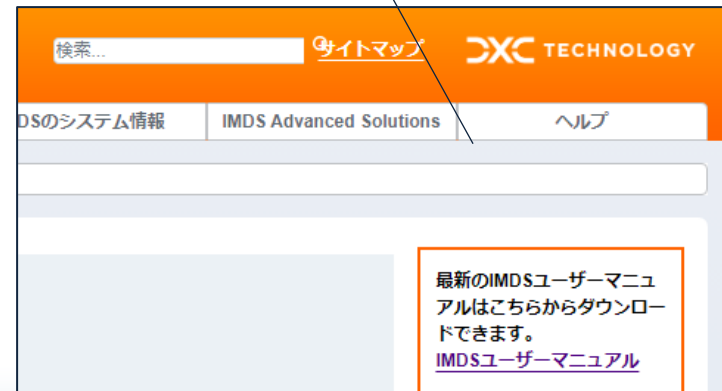 検索...
サイトマップ
DXC TECHNOLOGY
DSのシステム情報
IMDS Advanced Solutions
ヘルプ
最新のIMDSユーザーマニュ
アルはこちらからダウンロー
ドできます。
IMDSユーザーマニュアル